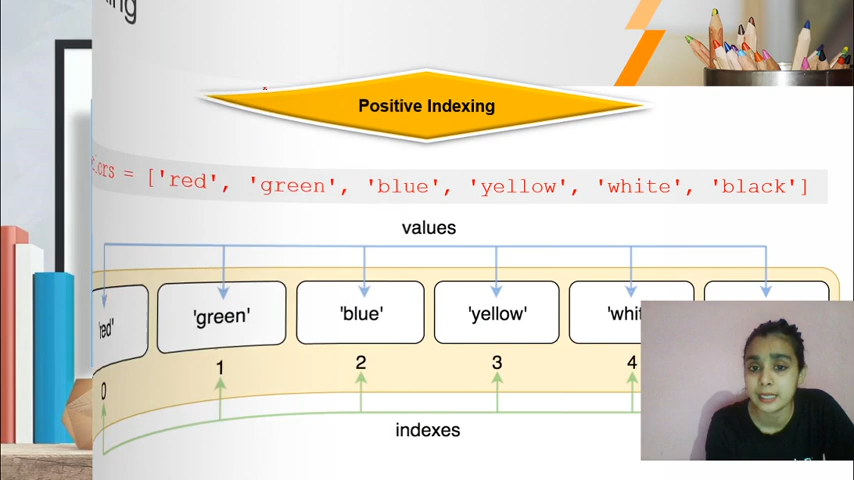 Positive Indexing
= ['red', 'green', 'blue', 'yellow', 'white', 'black']
values
'green' 'blue' 'yellow'
0 1 2 3 4
indexes